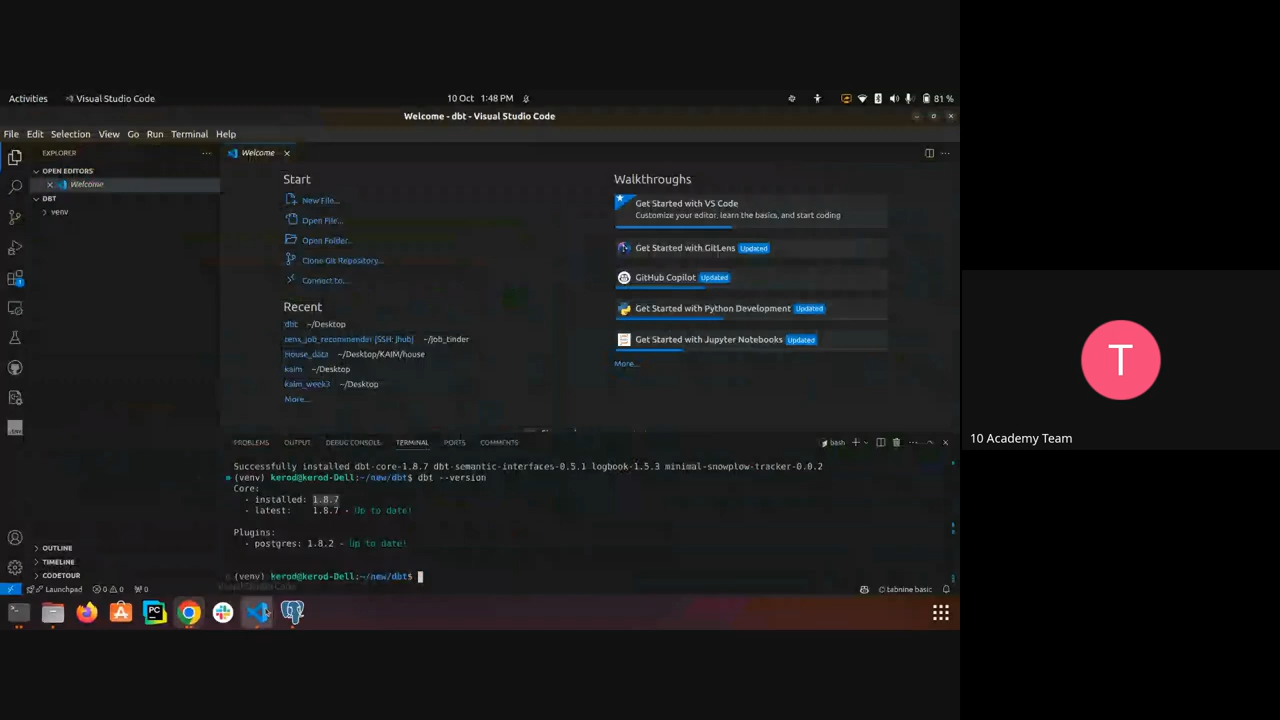 Activities
Visual Studio Code
10 Oct 1:48 PM
81 %
Welcome - dbt - Visual Studio Code
File Edit Selection View Go Run Terminal Help
EXPLORER
OPEN EDITORS
Welcome
DBT
venv
OUTLINE
TIMELINE
CODETOUR
Welcome
Start
New File...
Open File...
Open Folder...
Clone Git Repository...
Connect to...
Recent
dbt ~/Desktop
zens_job_recommander [SSH: jhub] ~/job_tinder
house_data ~/Desktop/KAIM/house
kaim ~/Desktop
kaim_week3 ~/Desktop
More...
Walkthroughs
Get Started with VS Code
Customize your editor, learn the basics, and start coding
Get Started with GitLens Updated
GitHub Copilot Updated
Get Started with Python Development Updated
Get Started with Jupyter Notebooks Updated
More...
PROBLEMS OUTPUT DEBUG CONSOLE TERMINAL PORTS COMMENTS
bash
Successfully installed dbt-core-1.8.7 dbt-semantic-interfaces-0.5.1 logbook-1.5.3 minimal-snowplow-tracker-0.0.2
(venv) kerod@kerod-Dell:~/new/dbt$ dbt --version
Core:
- installed: 1.8.7
- latest: 1.8.7 - Up to date!
Plugins:
- postgres: 1.8.2 - Up to date!
(venv) kerod@kerod-Dell:~/new/dbt$
Launchpad 0 0 0
tabnine basic
PC
T
10 Academy Team